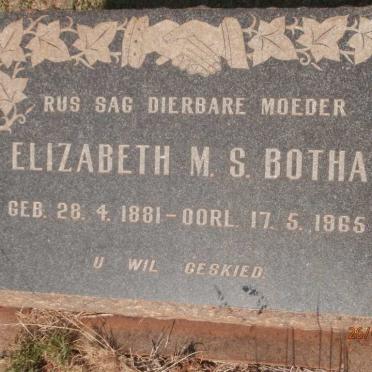 RUS SAG DIERBARE MOEDER
ELIZABETH M. S. BOTHA
GEB. 28. 4. 1881 - OORL. 17. 5. 1965
U WIL GESKIED.